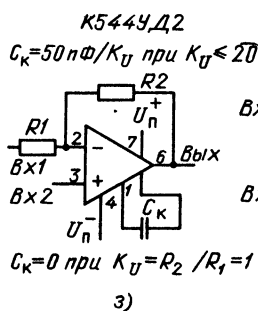 К544УД2
Cк=50пФ/KU при KU≤20
R2
Uп+
R1
2
7
6
Вых
Вх1
3
Вх2
1
4
Cк
Uп-
Cк=0 при KU=R2/R1=1
з)